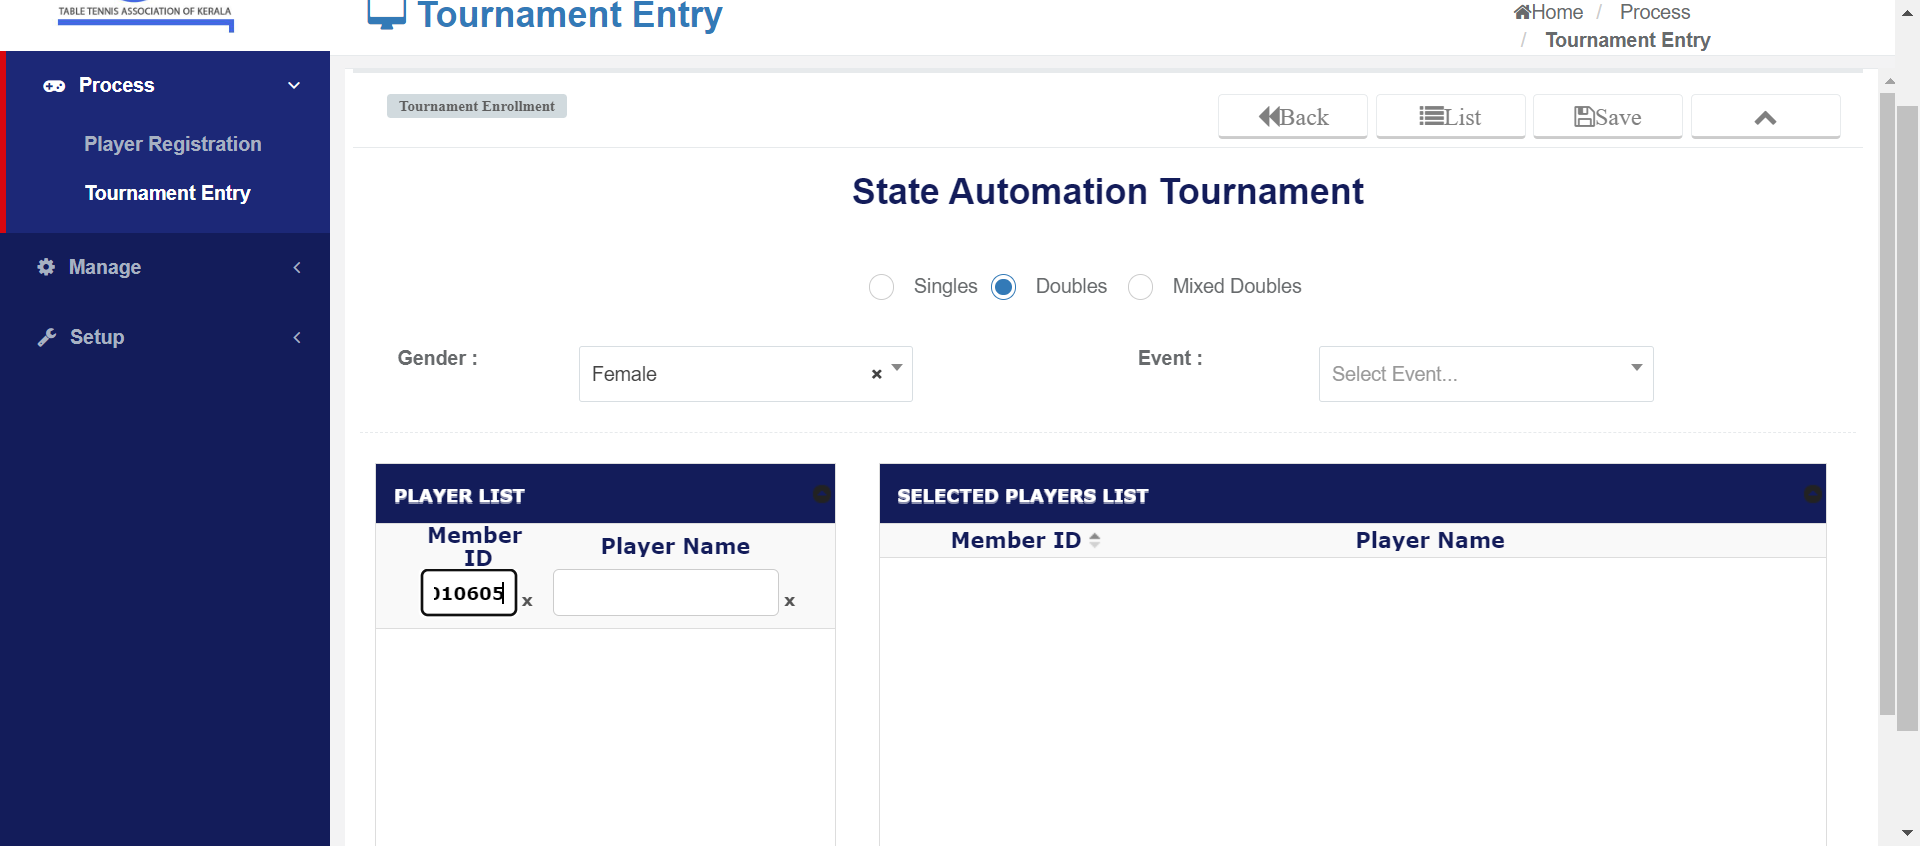 TABLE TENNIS ASSOCIATION OF KERALA
Tournament Entry
Home / Process
/ Tournament Entry
Process
Player Registration
Tournament Entry
Manage
Setup
Tournament Enrollment
Back
List
Save
State Automation Tournament
Singles
Doubles
Mixed Doubles
Gender :
Female
×
Event :
Select Event...
PLAYER LIST
Member ID
Player Name
010605
x
x
SELECTED PLAYERS LIST
Member ID
Player Name